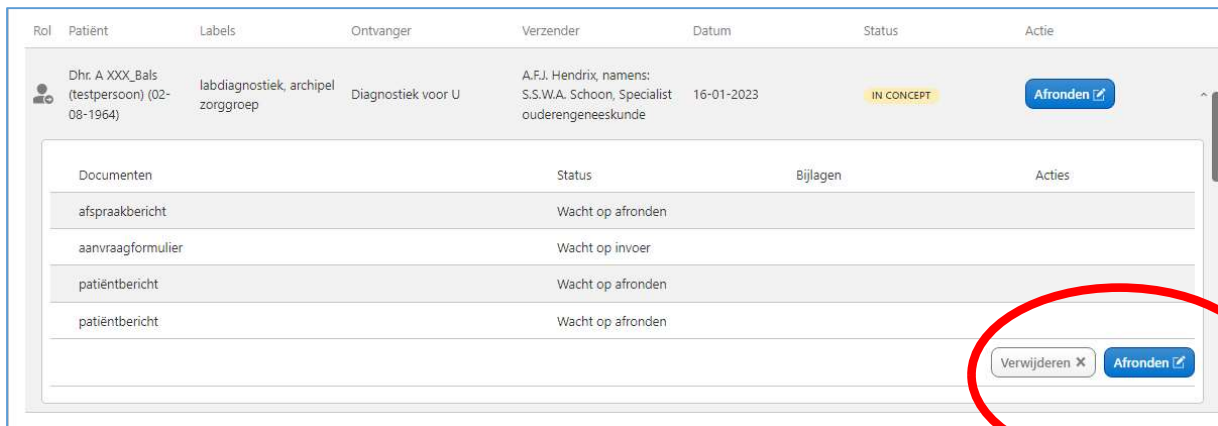 Rol Patiënt Labels Ontvanger Verzender Datum Status Actie
Dhr. A XXX_Bals
(testpersoon) (02-
08-1964)
labdiagnostiek, archipel
zorggroep
Diagnostiek voor U
A.F.J. Hendrix, namens:
S.S.W.A. Schoon, Specialist
ouderengeneeskunde
16-01-2023
IN CONCEPT
Afronden
Documenten Status Bijlagen Acties
afspraakbericht Wacht op afronden
aanvraagformulier Wacht op invoer
patiëntbericht Wacht op afronden
patiëntbericht Wacht op afronden
Verwijderen Afronden